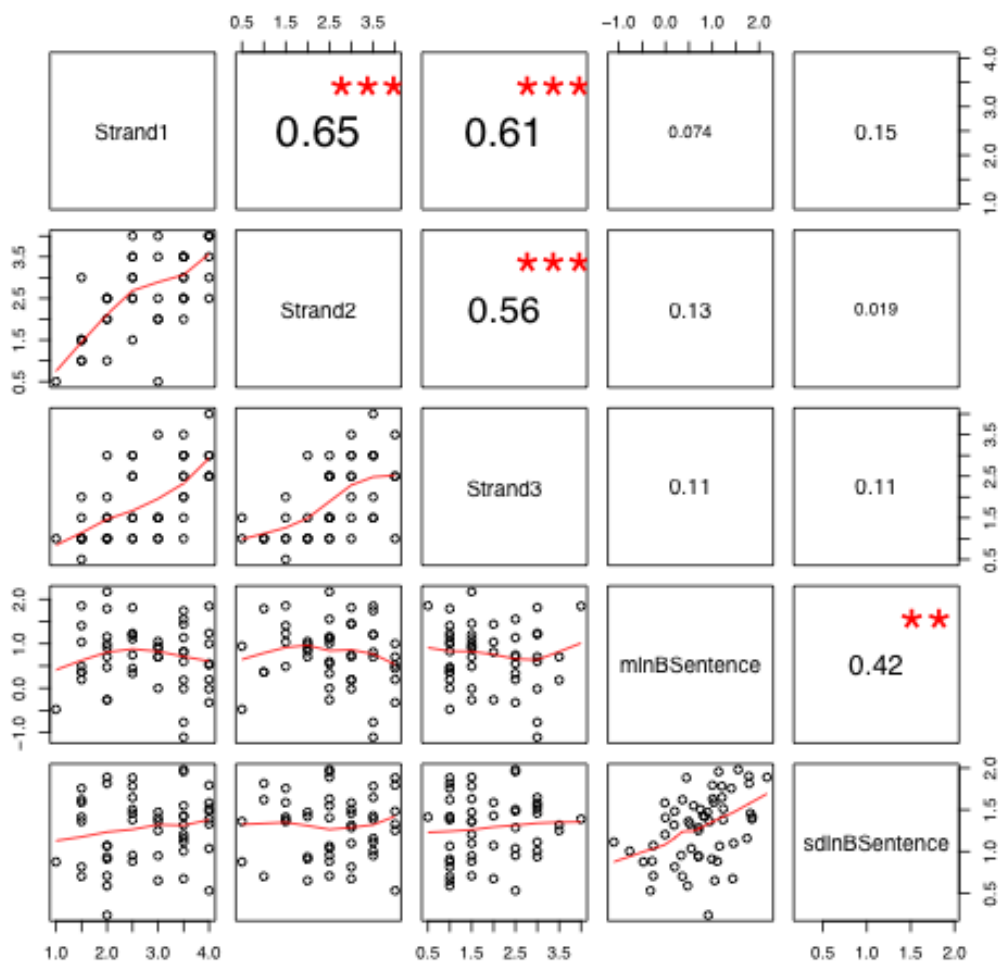 0.5 1.5 2.5 3.5 -1.0 0.0 1.0 2.0
*** ***
Strand1 0.65 0.61 0.074 0.15
1.0 2.0 3.0 4.0
***
0.5 1.5 2.5 3.5
Strand2 0.56 0.13 0.019
Strand3 0.11 0.11
0.5 1.5 2.5 3.5
**
-1.0 0.0 1.0 2.0
mlnBSentence 0.42
sdlnBSentence
0.5 1.0 1.5 2.0
1.0 2.0 3.0 4.0 0.5 1.5 2.5 3.5 0.5 1.0 1.5 2.0